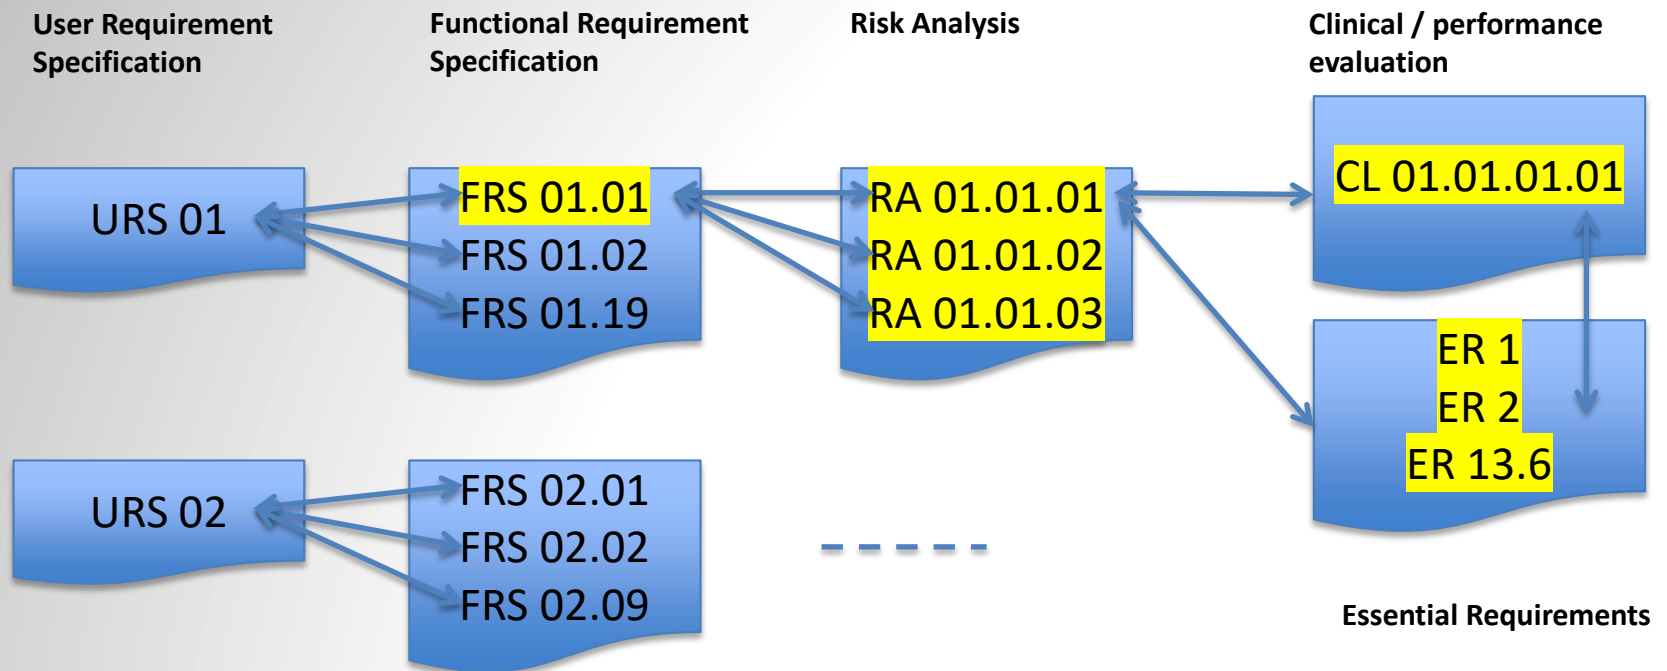 User Requirement
Specification
Functional Requirement
Specification
Risk Analysis
Clinical / performance
evaluation
URS 01
FRS 01.01
FRS 01.02
FRS 01.19
RA 01.01.01
RA 01.01.02
RA 01.01.03
CL 01.01.01.01
ER 1
ER 2
ER 13.6
URS 02
FRS 02.01
FRS 02.02
FRS 02.09
Essential Requirements